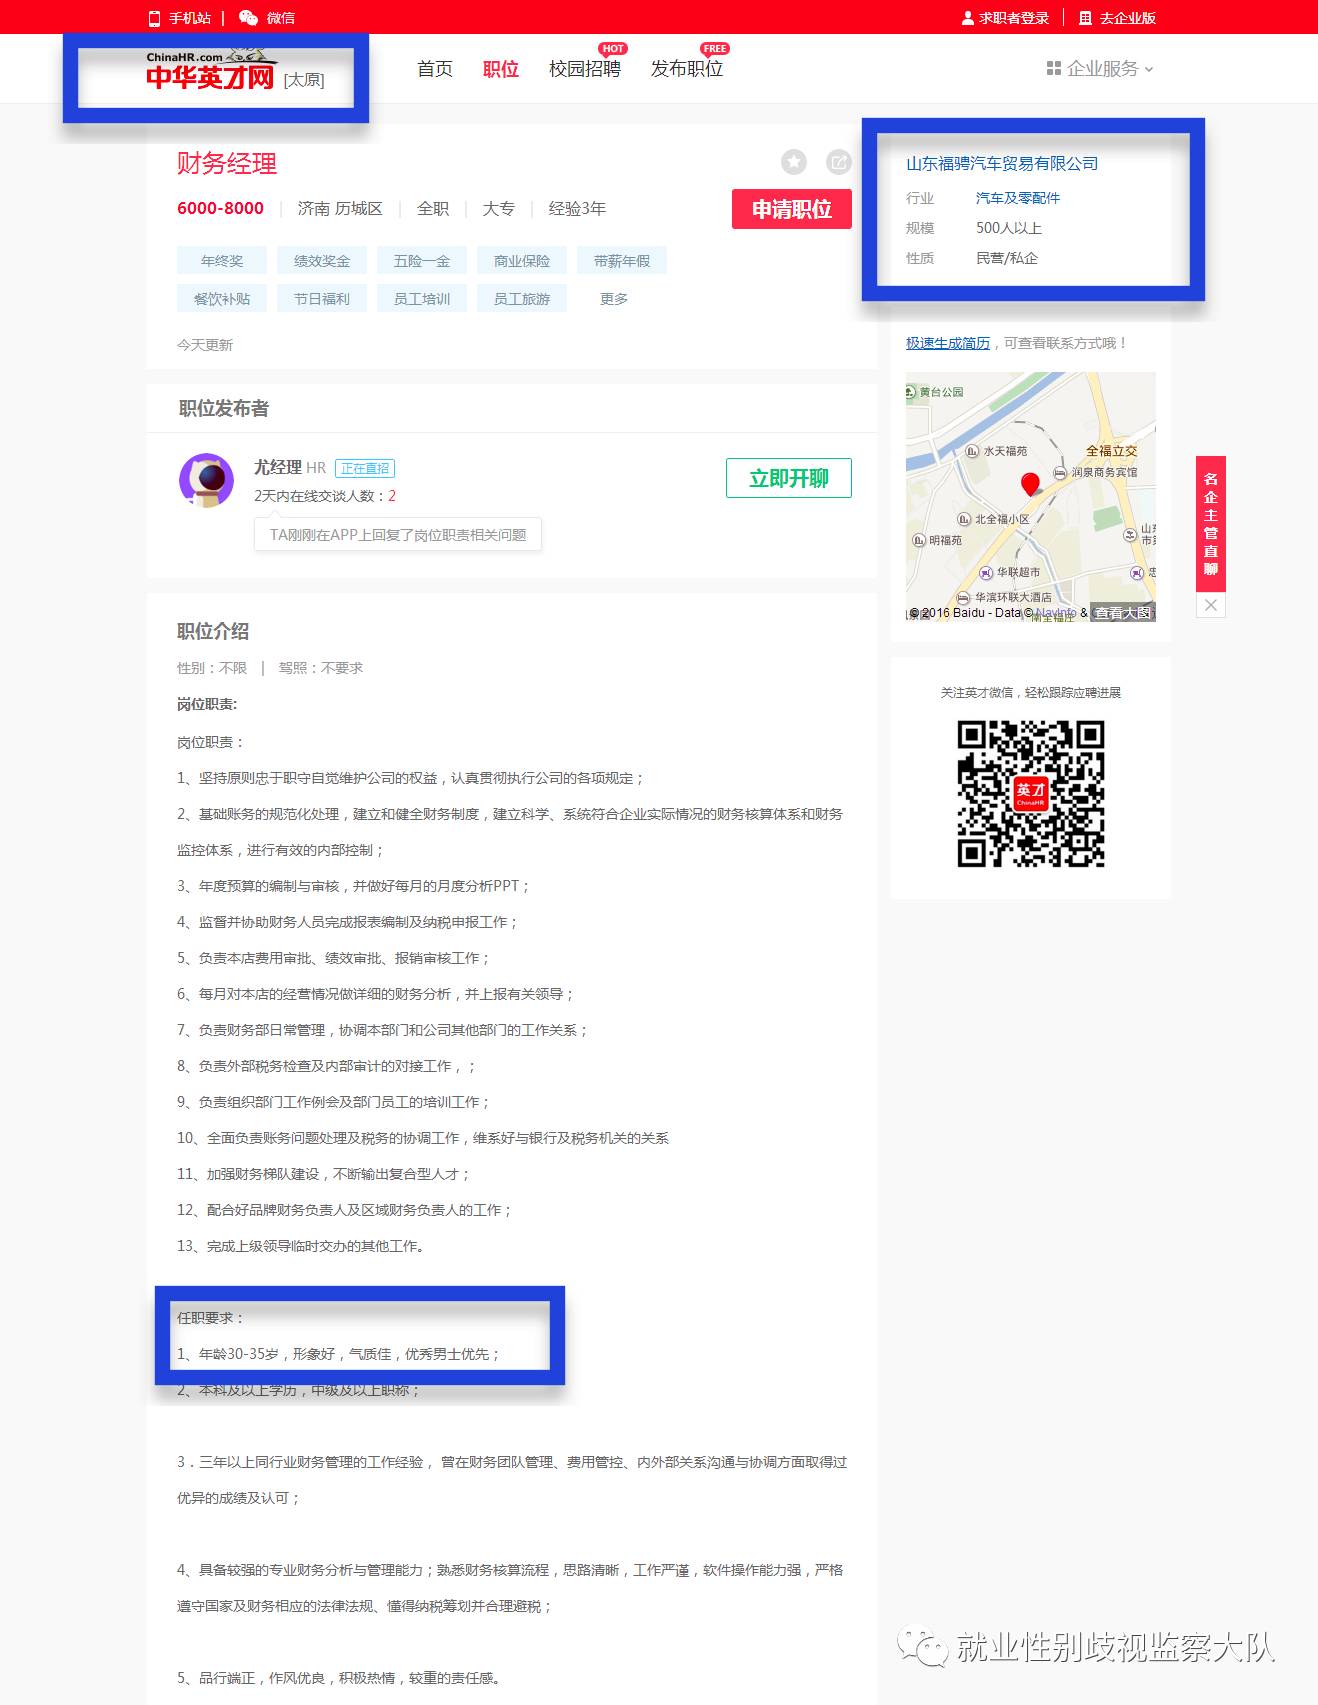 手机站 | 微信
求职者登录 | 去企业版
ChinaHR.com
中华英才网 [太原]
首页 职位 校园招聘 HOT 发布职位 FREE
企业服务
财务经理
6000-8000 | 济南 历城区 | 全职 | 大专 | 经验3年
申请职位
年终奖 绩效奖金 五险一金 商业保险 带薪年假
餐饮补贴 节日福利 员工培训 员工旅游 更多
今天更新
山东福骋汽车贸易有限公司
行业 汽车及零配件
规模 500人以上
性质 民营/私企
极速生成简历，可查看联系方式哦！
黄台公园
水天福苑
全福立交
润泉商务宾馆
北全福小区
明福苑
华联超市
华滨环联大酒店
© 2016 Baidu - Data © NavInfo &
查看大图
名企主管直聊
关注英才微信，轻松跟踪应聘进展
英才
ChinaHR
职位发布者
尤经理 HR 正在直招
2天内在线交谈人数：2
立即开聊
TA刚刚在APP上回复了岗位职责相关问题
职位介绍
性别：不限 | 驾照：不要求
岗位职责:
岗位职责：
1、坚持原则忠于职守自觉维护公司的权益，认真贯彻执行公司的各项规定；
2、基础账务的规范化处理，建立和健全财务制度，建立科学、系统符合企业实际情况的财务核算体系和财务
监控体系，进行有效的内部控制；
3、年度预算的编制与审核，并做好每月的月度分析PPT；
4、监督并协助财务人员完成报表编制及纳税申报工作；
5、负责本店费用审批、绩效审批、报销审核工作；
6、每月对本店的经营情况做详细的财务分析，并上报有关领导；
7、负责财务部日常管理，协调本部门和公司其他部门的工作关系；
8、负责外部税务检查及内部审计的对接工作，；
9、负责组织部门工作例会及部门员工的培训工作；
10、全面负责账务问题处理及税务的协调工作，维系好与银行及税务机关的关系
11、加强财务梯队建设，不断输出复合型人才；
12、配合好品牌财务负责人及区域财务负责人的工作；
13、完成上级领导临时交办的其他工作。
任职要求：
1、年龄30-35岁，形象好，气质佳，优秀男士优先；
2、本科及以上学历，中级及以上职称；
3．三年以上同行业财务管理的工作经验， 曾在财务团队管理、费用管控、内外部关系沟通与协调方面取得过
优异的成绩及认可；
4、具备较强的专业财务分析与管理能力；熟悉财务核算流程，思路清晰，工作严谨，软件操作能力强，严格
遵守国家及财务相应的法律法规、懂得纳税筹划并合理避税；
5、品行端正，作风优良，积极热情，较重的责任感。
就业性别歧视监察大队